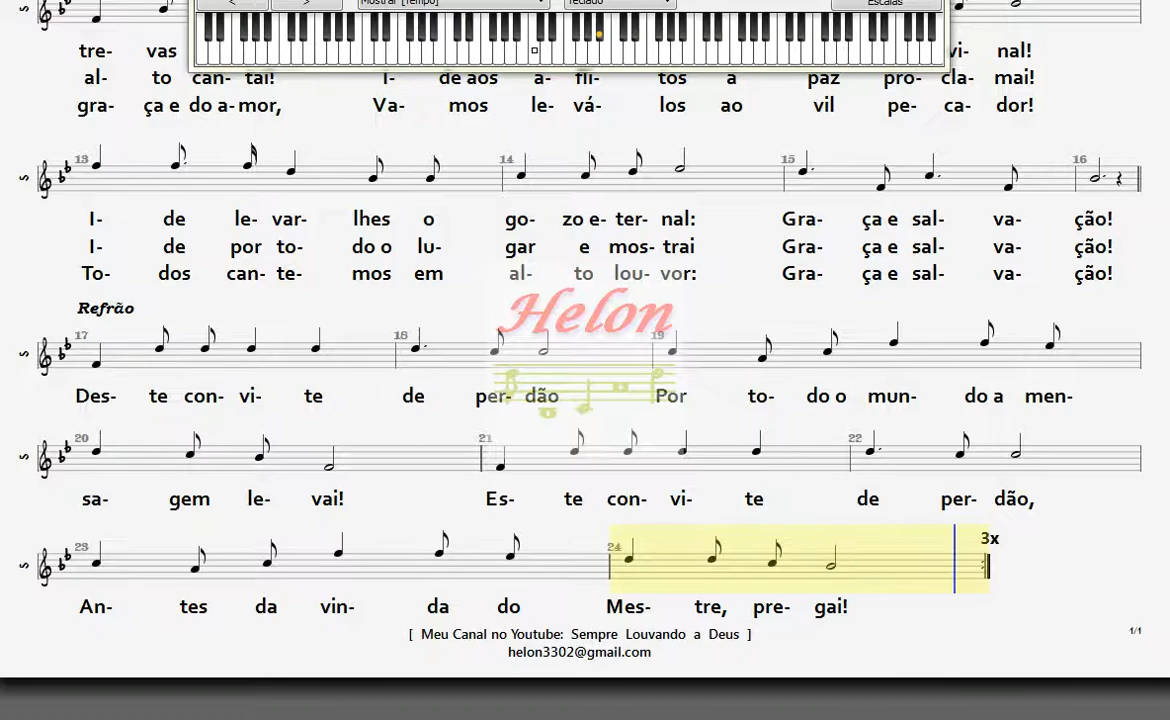 < > Mostrar [Tempo] Teclado Escalas
tre- vas vi- nal!
al- to can- tai! I- de aos a- fli- tos a paz pro- cla- mai!
gra- ça e do a- mor, Va- mos le- vá- los ao vil pe- ca- dor!
13 14 15 16
S
I- de le- var- lhes o go- zo e- ter- nal: Gra- ça e sal- va- ção!
I- de por to- do o lu- gar e mos- trai Gra- ça e sal- va- ção!
To- dos can- te- mos em al- to lou- vor: Gra- ça e sal- va- ção!
Refrão
Helon
17 18 19
S
Des- te con- vi- te de per- dão Por to- do o mun- do a men-
20 21 22
S
sa- gem le- vai! Es- te con- vi- te de per- dão,
23 24 3x
S
An- tes da vin- da do Mes- tre, pre- gai!
[ Meu Canal no Youtube: Sempre Louvando a Deus ]
1/1
helon3302@gmail.com